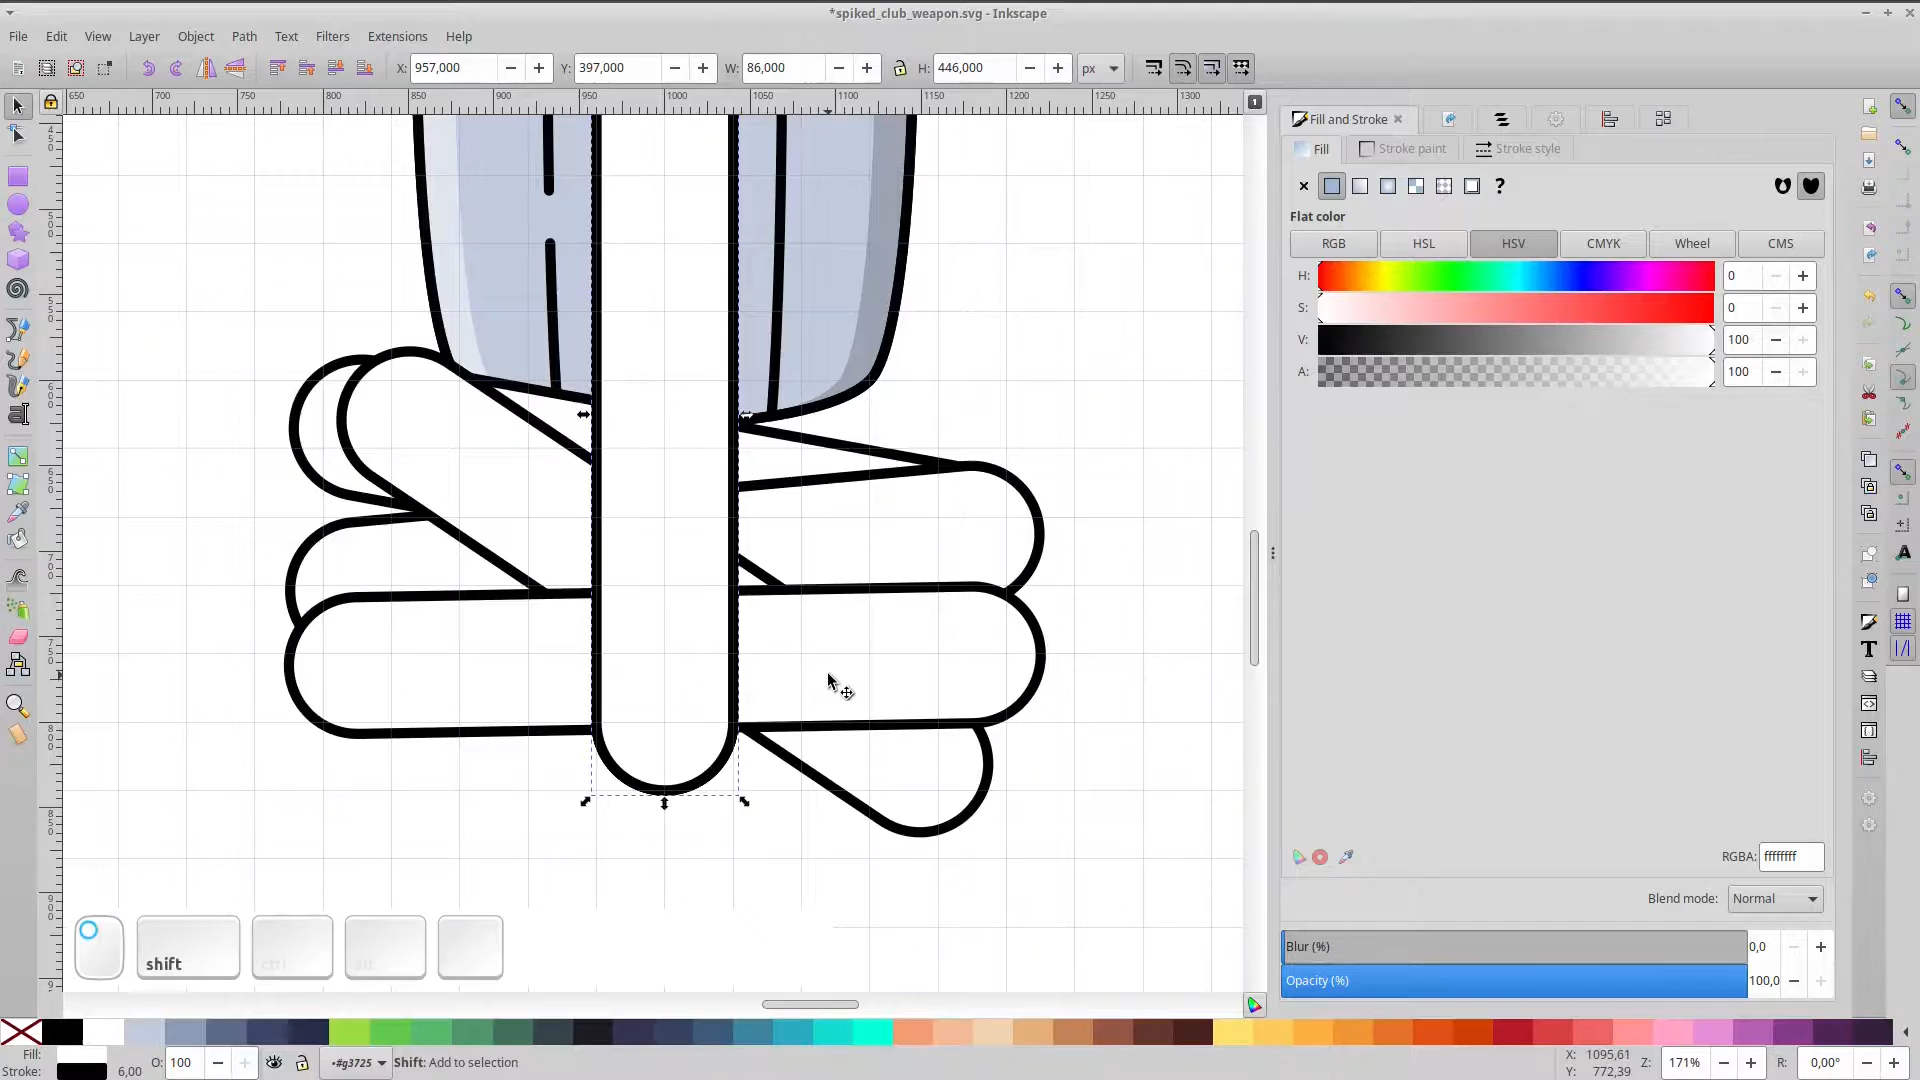 *spiked_club_weapon.svg - Inkscape
File Edit View Layer Object Path Text Filters Extensions Help
X: 957,000 Y: 397,000 W: 86,000 H: 446,000 px
650 700 750 800 850 900 950 1000 1050 1100 1150 1200 1250 1300
1
Fill and Stroke
Fill Stroke paint Stroke style
?
Flat color
RGB HSL HSV CMYK Wheel CMS
H: 0
S: 0
V: 100
A: 100
RGBA: ffffffff
Blend mode: Normal
Blur (%) 0,0
Opacity (%) 100,0
shift ctrl alt
Fill:
Stroke: 6,00
O: 100
•#g3725
Shift: Add to selection
X: 1095,61
Y: 772,39
Z: 171%
R: 0,00°